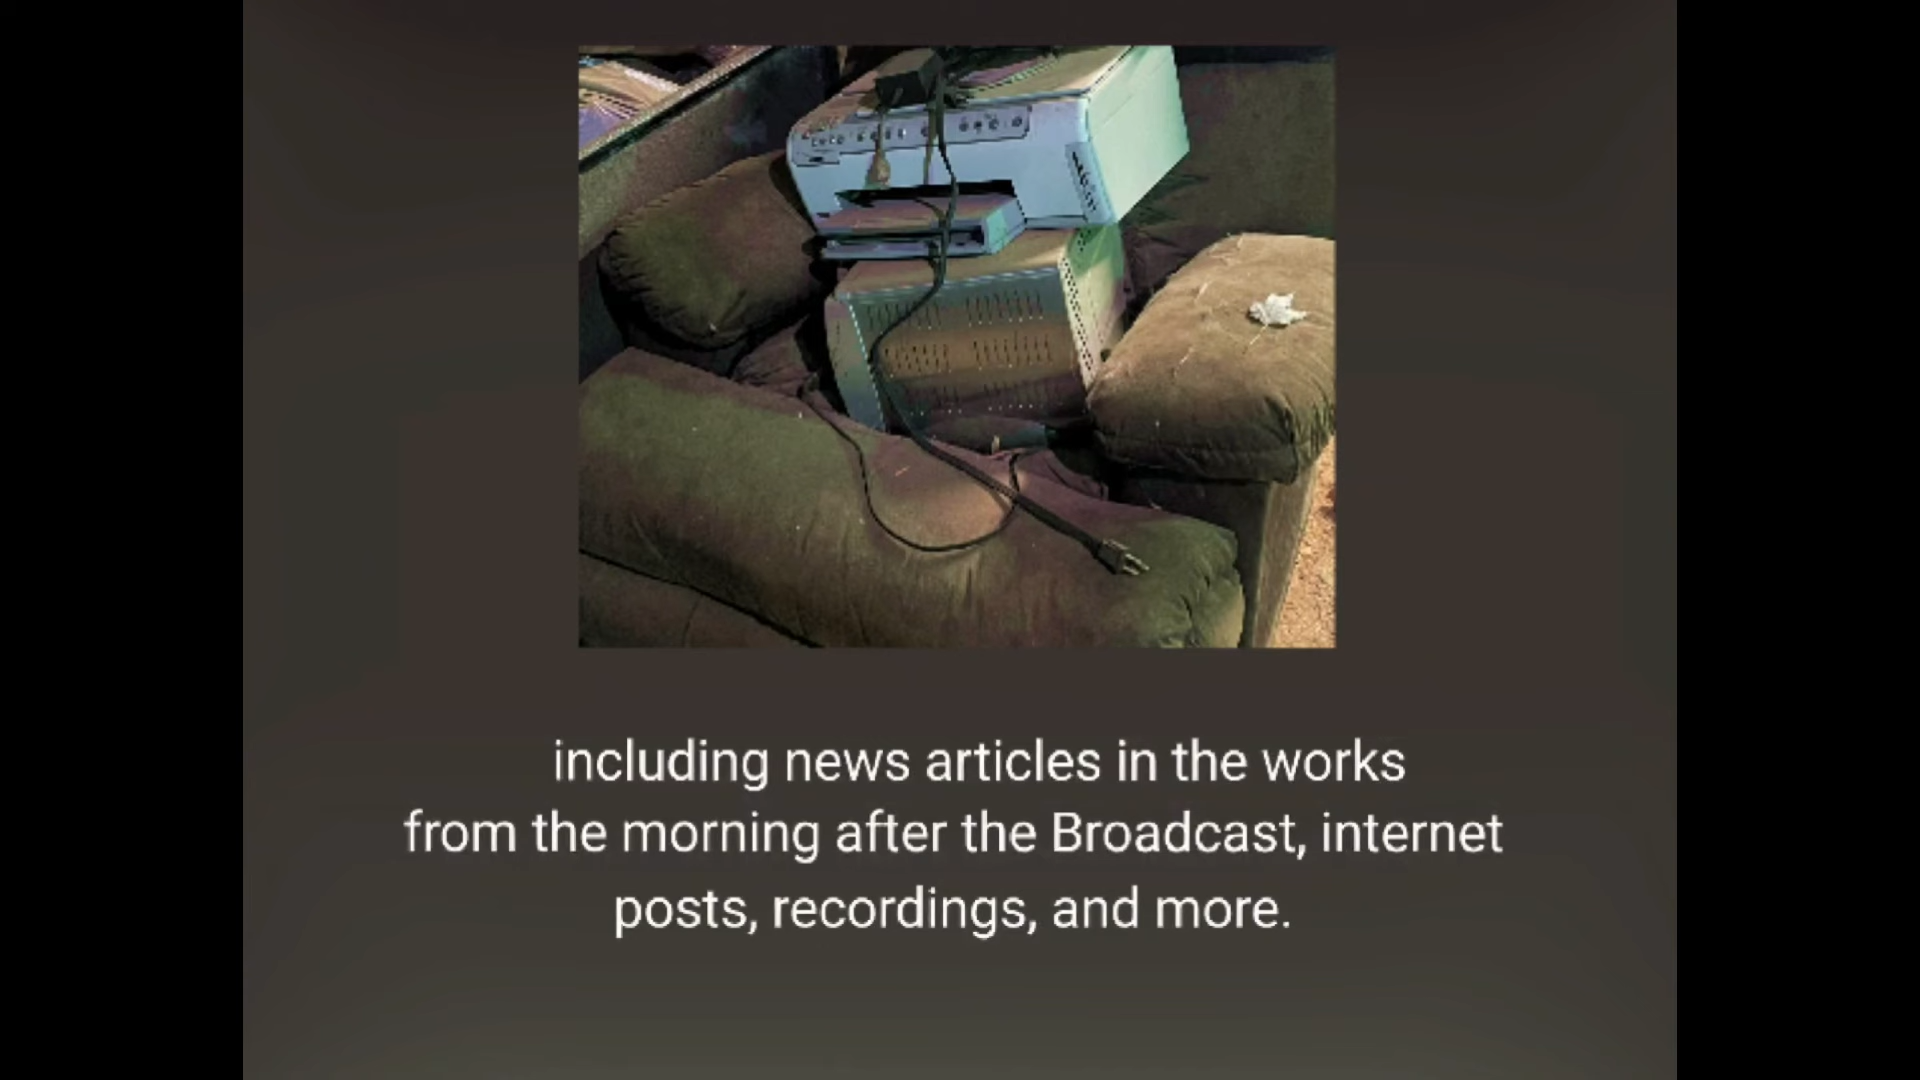 including news articles in the works
from the morning after the Broadcast, internet
posts, recordings, and more.